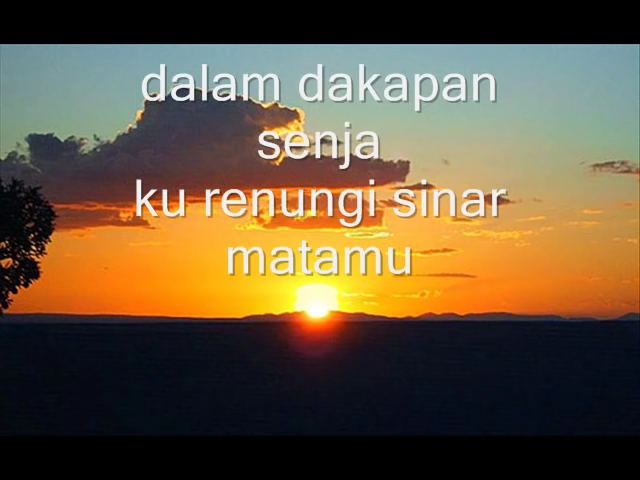 dalam dakapan
senja
ku renungi sinar
matamu